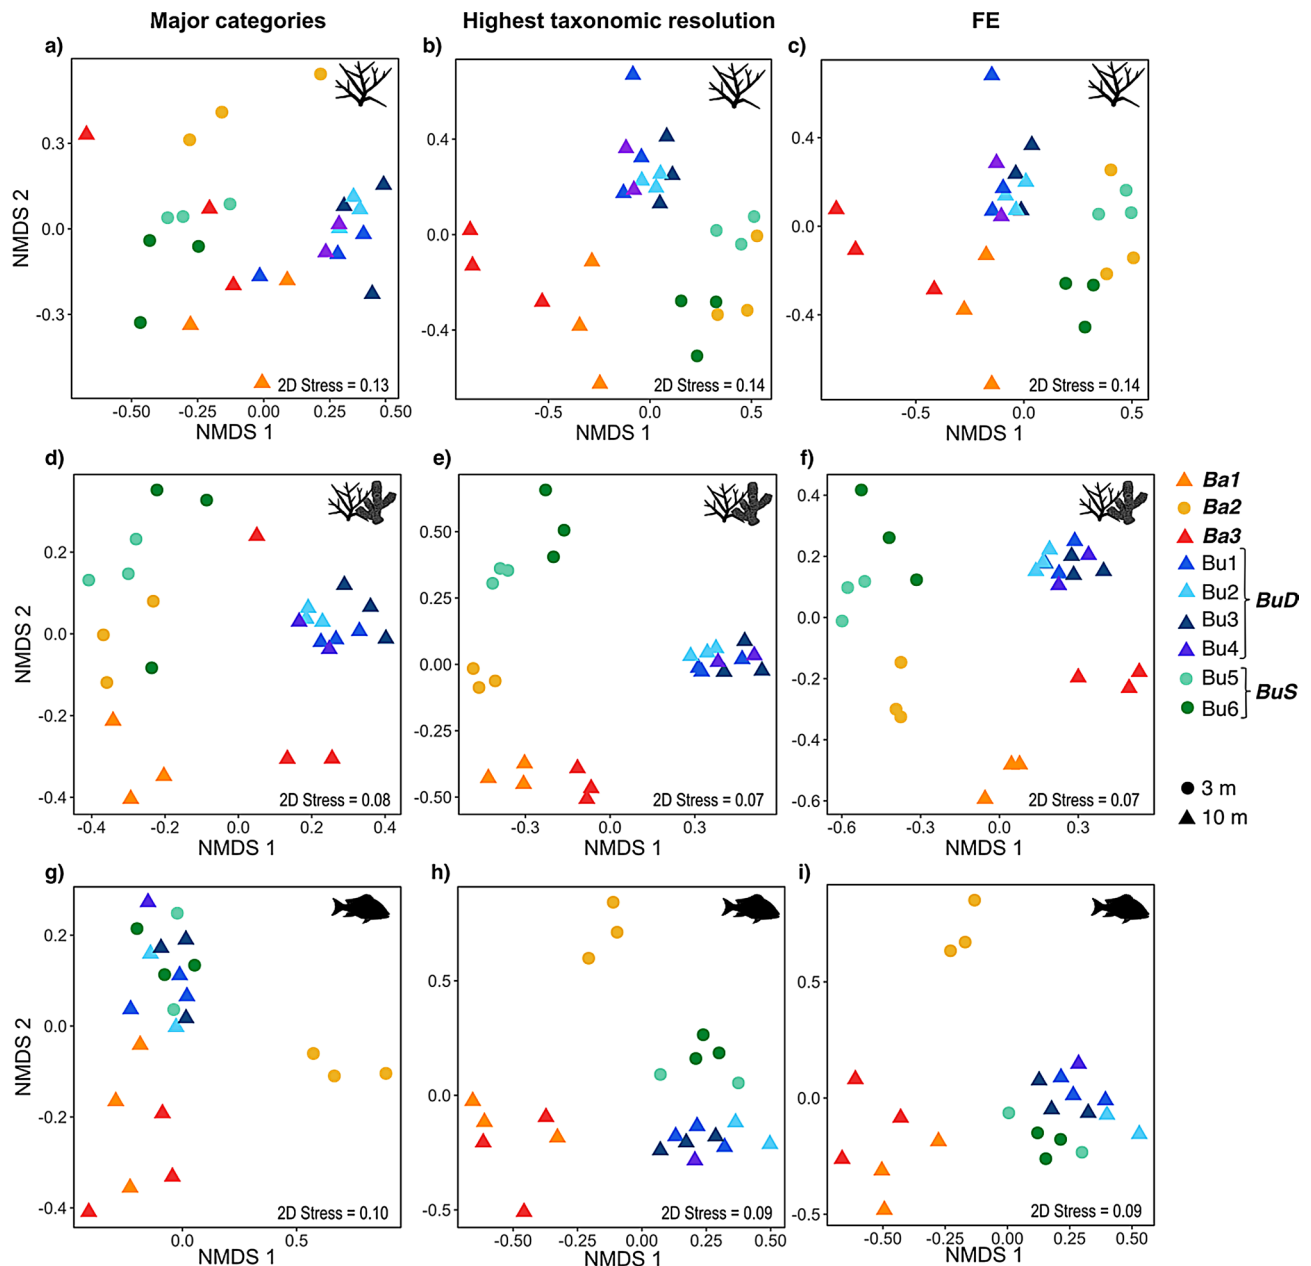 Major categories
Highest taxonomic resolution
FE
a)
b)
c)
NMDS 2
0.3
0.0
-0.3
2D Stress = 0.13
-0.50
-0.25
0.00
0.25
0.50
NMDS 1
0.4
0.0
-0.4
2D Stress = 0.14
-0.5
0.0
0.5
NMDS 1
0.4
0.0
-0.4
2D Stress = 0.14
-0.5
0.0
0.5
NMDS 1
d)
e)
f)
NMDS 2
0.2
0.0
-0.2
-0.4
2D Stress = 0.08
-0.4
-0.2
0.0
0.2
0.4
NMDS 1
0.50
0.25
0.00
-0.25
-0.50
2D Stress = 0.07
-0.3
0.0
0.3
NMDS 1
0.4
0.2
0.0
-0.2
-0.4
-0.6
2D Stress = 0.07
-0.6
-0.3
0.0
0.3
NMDS 1
Ba1
Ba2
Ba3
Bu1
Bu2
BuD
Bu3
Bu4
Bu5
BuS
Bu6
3 m
10 m
g)
h)
i)
NMDS 2
0.2
0.0
-0.2
-0.4
2D Stress = 0.10
0.0
0.5
NMDS 1
0.5
0.0
-0.5
2D Stress = 0.09
-0.50
-0.25
0.00
0.25
0.50
NMDS 1
0.5
0.0
-0.5
2D Stress = 0.09
-0.50
-0.25
0.00
0.25
0.50
NMDS 1